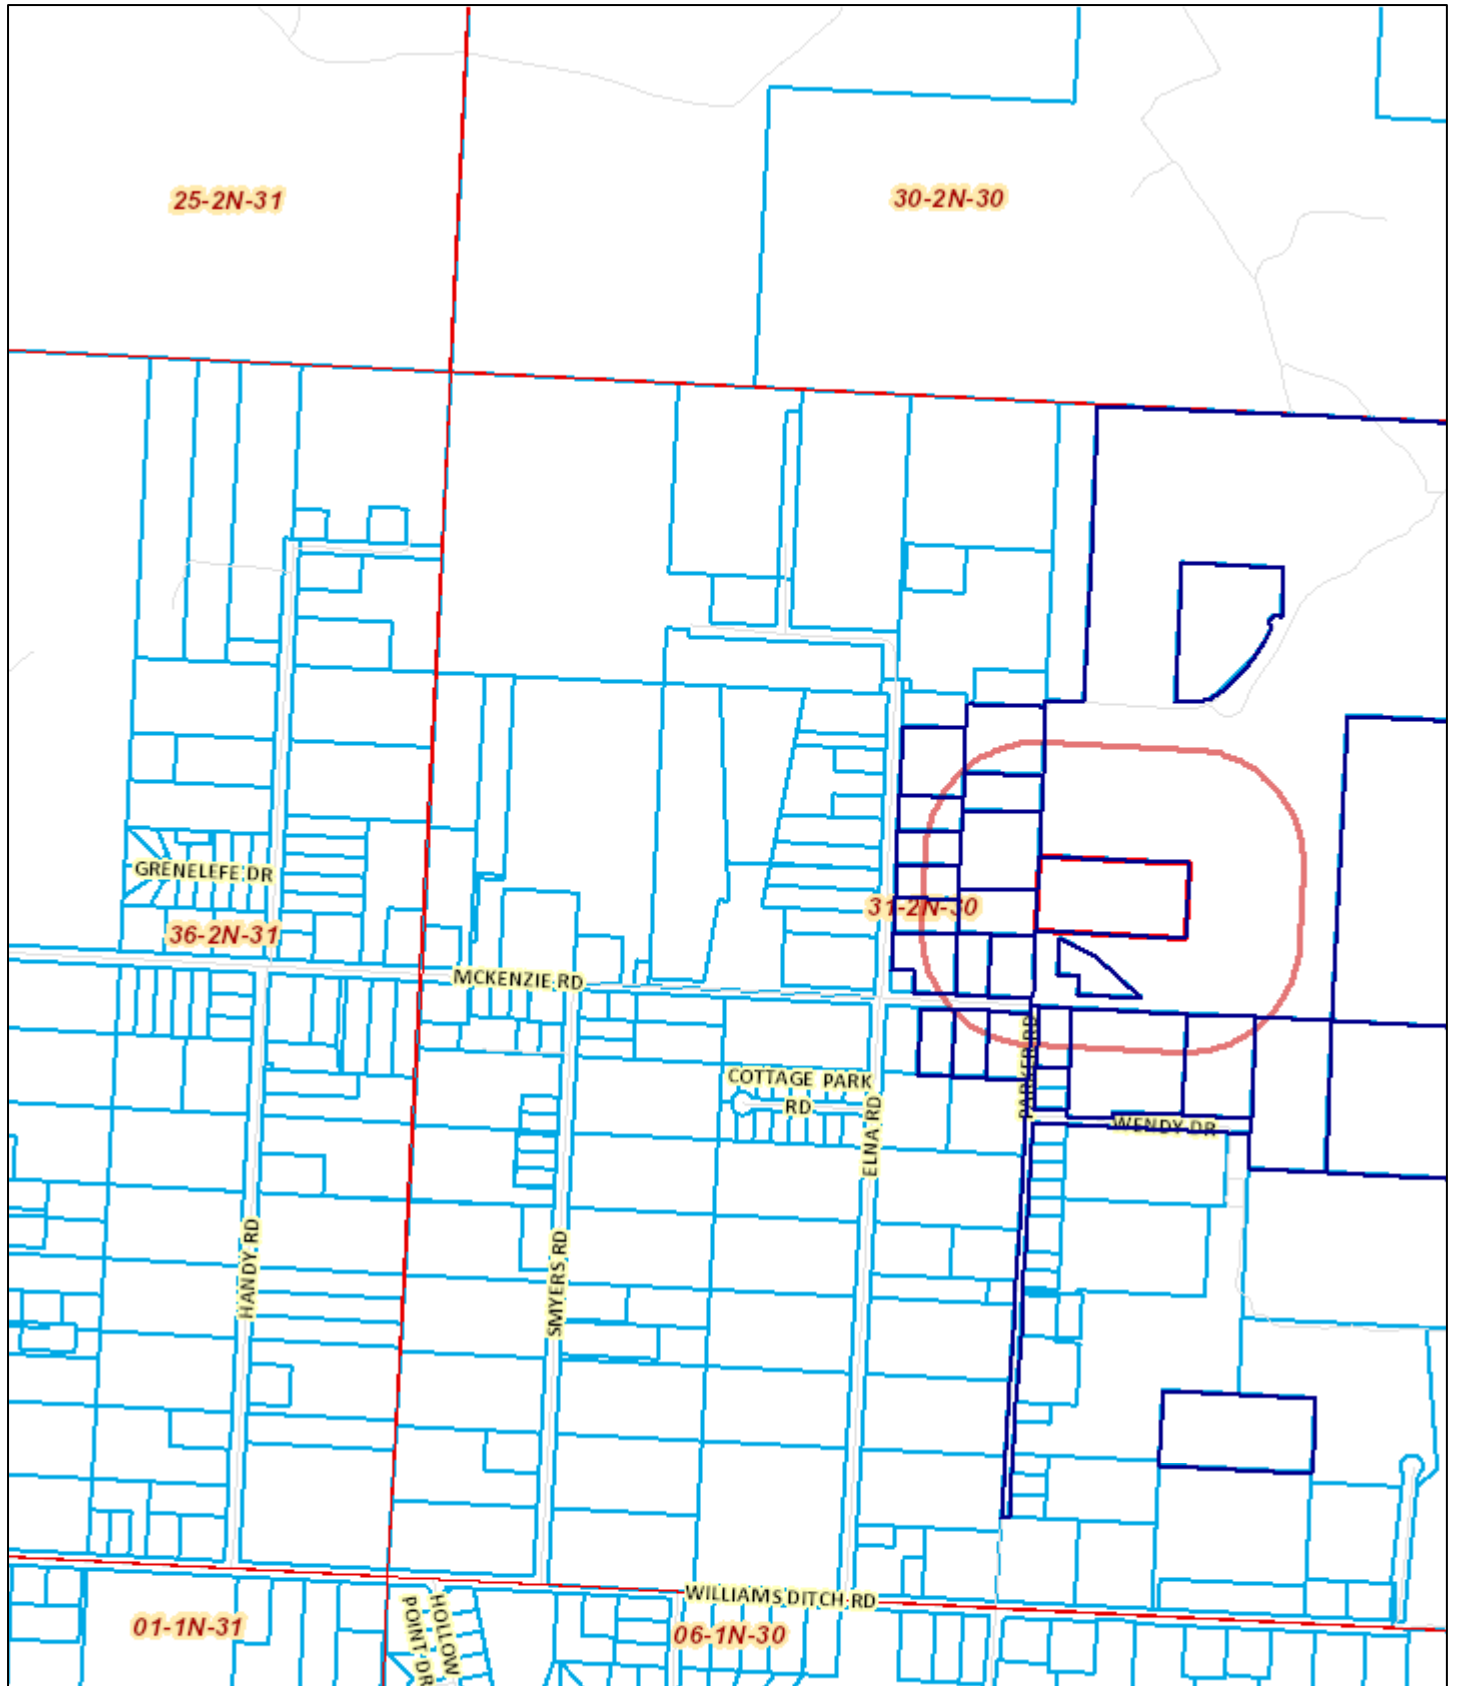 25-2N-31
30-2N-30
GRENELEFE DR
31-2N-30
36-2N-31
MCKENZIE RD
PARKER RD
COTTAGE PARK
RD
ELNA RD
WENDY DR
HANDY RD
SMYERS RD
WILLIAMS DITCH RD
01-1N-31
HOLLOW
POINT DR
06-1N-30